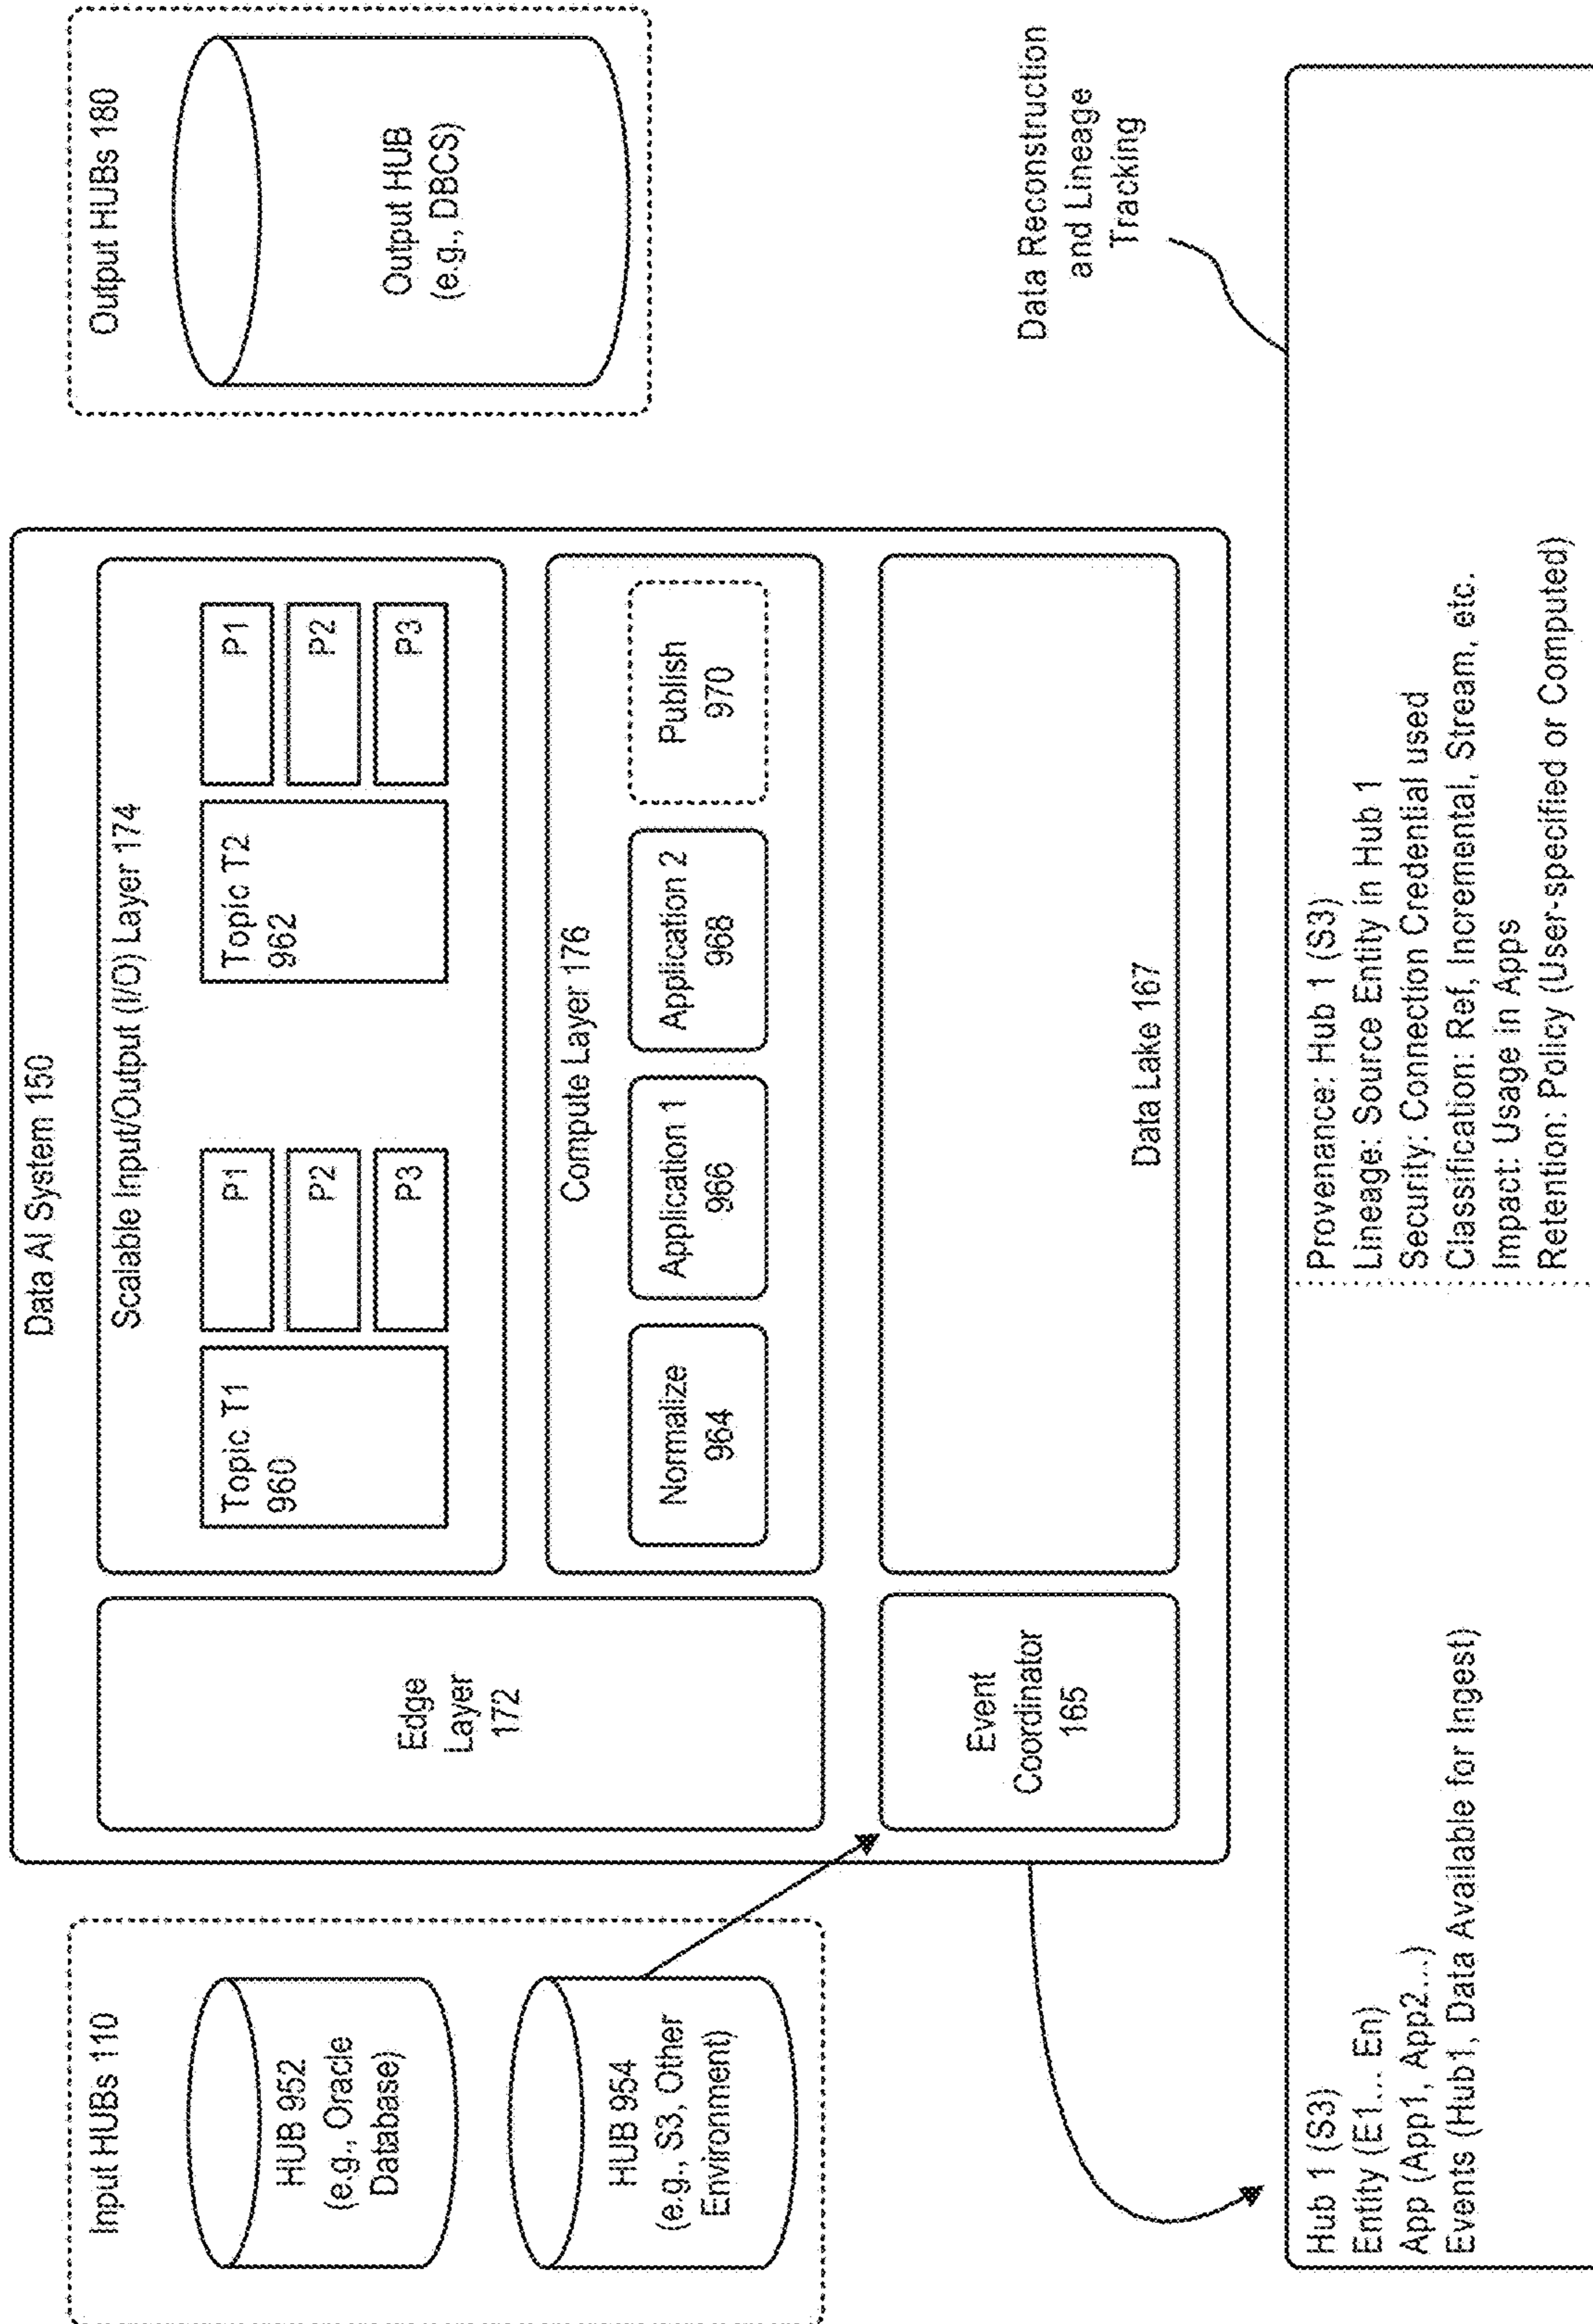 Input HUBs 110
HUB 952
(e.g., Oracle
Database)
HUB 954
(e.g., S3, Other
Environment)
Data AI System 150
Edge
Layer
172
Scalable Input/Output (I/O) Layer 174
Topic T1
960
P1
P2
P3
Topic T2
962
P1
P2
P3
Compute Layer 176
Normalize
964
Application 1
966
Application 2
968
Publish
970
Event
Coordinator
165
Data Lake 167
Output HUBs 180
Output HUB
(e.g., DBCS)
Data Reconstruction
and Lineage
Tracking
Hub 1 (S3)
Entity (E1... En)
App (App1, App2...)
Events (Hub1, Data Available for Ingest)
Provenance: Hub 1 (S3)
Lineage: Source Entity in Hub 1
Security: Connection Credential used
Classification: Ref, Incremental, Stream, etc.
Impact: Usage in Apps
Retention: Policy (User-specified or Computed)